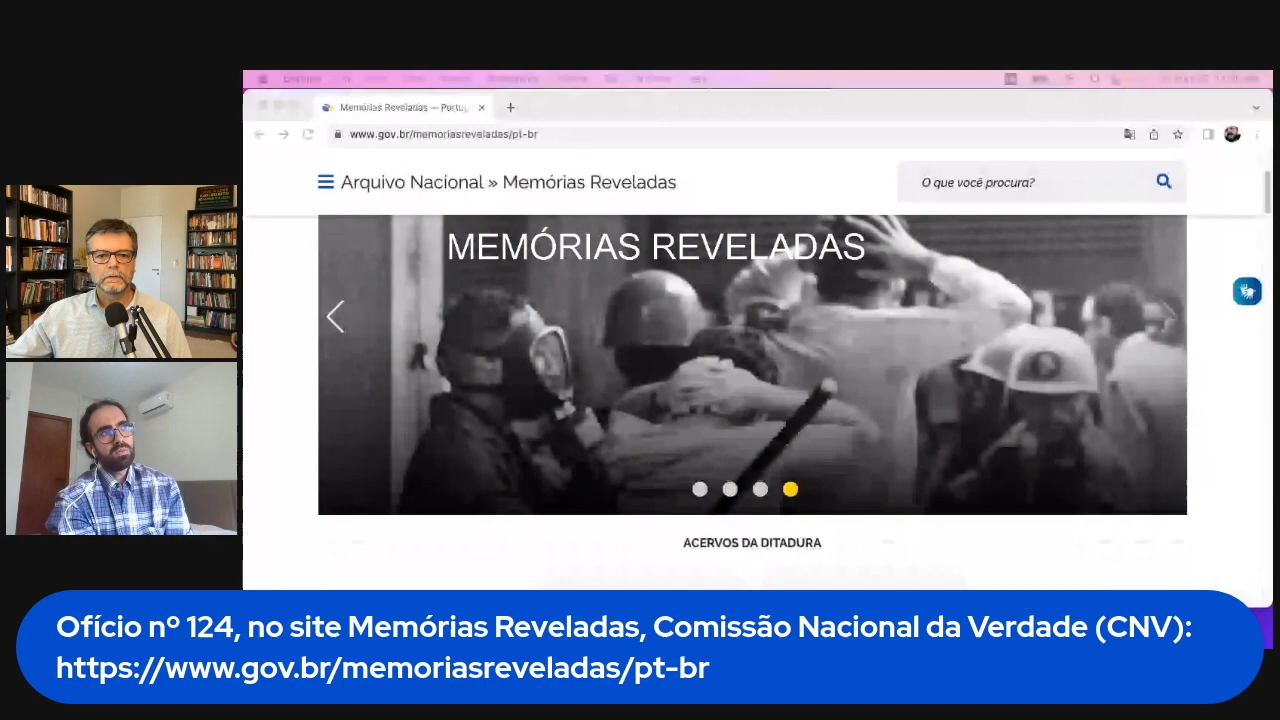 Memórias Reveladas — Portu
www.gov.br/memoriasreveladas/pt-br
Arquivo Nacional » Memórias Reveladas
O que você procura?
MEMÓRIAS REVELADAS
ACERVOS DA DITADURA
Ofício nº 124, no site Memórias Reveladas, Comissão Nacional da Verdade (CNV):
https://www.gov.br/memoriasreveladas/pt-br